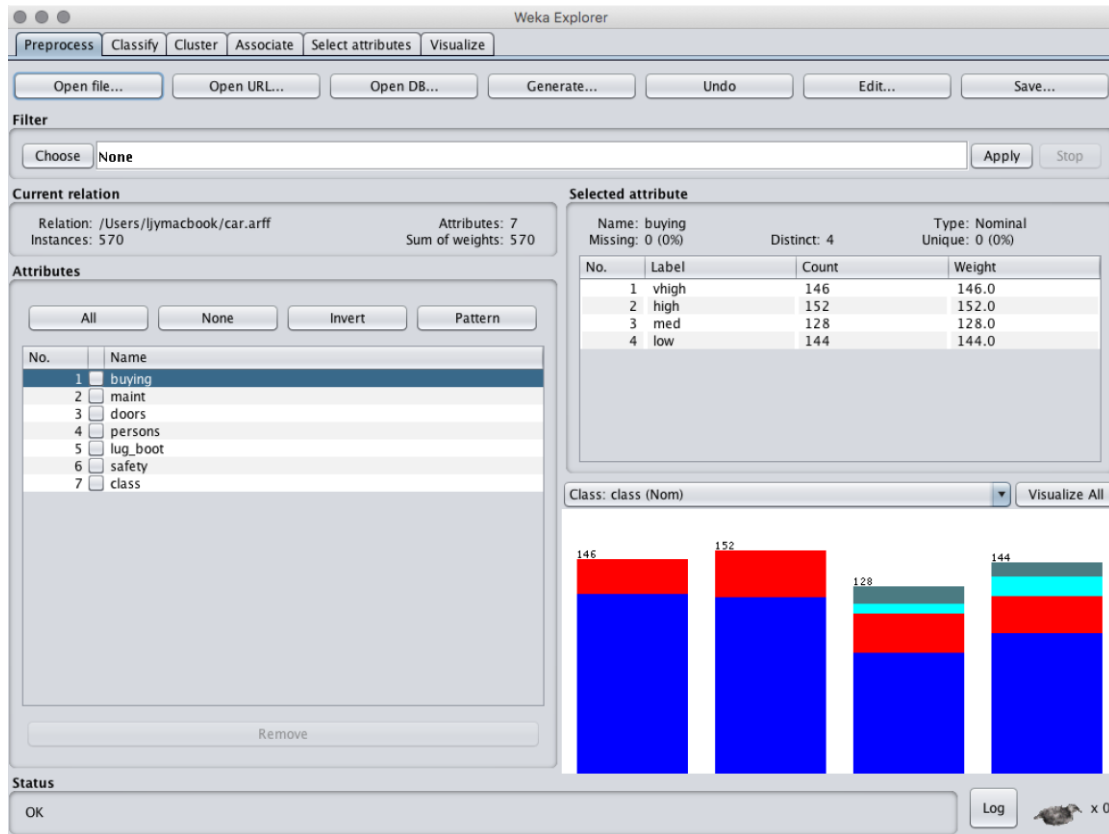 Weka Explorer
Preprocess Classify Cluster Associate Select attributes Visualize
Open file... Open URL... Open DB... Generate... Undo Edit... Save...
Filter
Choose None Apply Stop
Current relation
Relation: /Users/ljymacbook/car.arff Attributes: 7
Instances: 570 Sum of weights: 570
Attributes
All None Invert Pattern
No. Name
1 buying
2 maint
3 doors
4 persons
5 lug_boot
6 safety
7 class
Remove
Selected attribute
Name: buying Type: Nominal
Missing: 0 (0%) Distinct: 4 Unique: 0 (0%)
No. Label Count Weight
1 vhigh 146 146.0
2 high 152 152.0
3 med 128 128.0
4 low 144 144.0
Class: class (Nom) Visualize All
146 152 128 144
Status
OK Log x 0